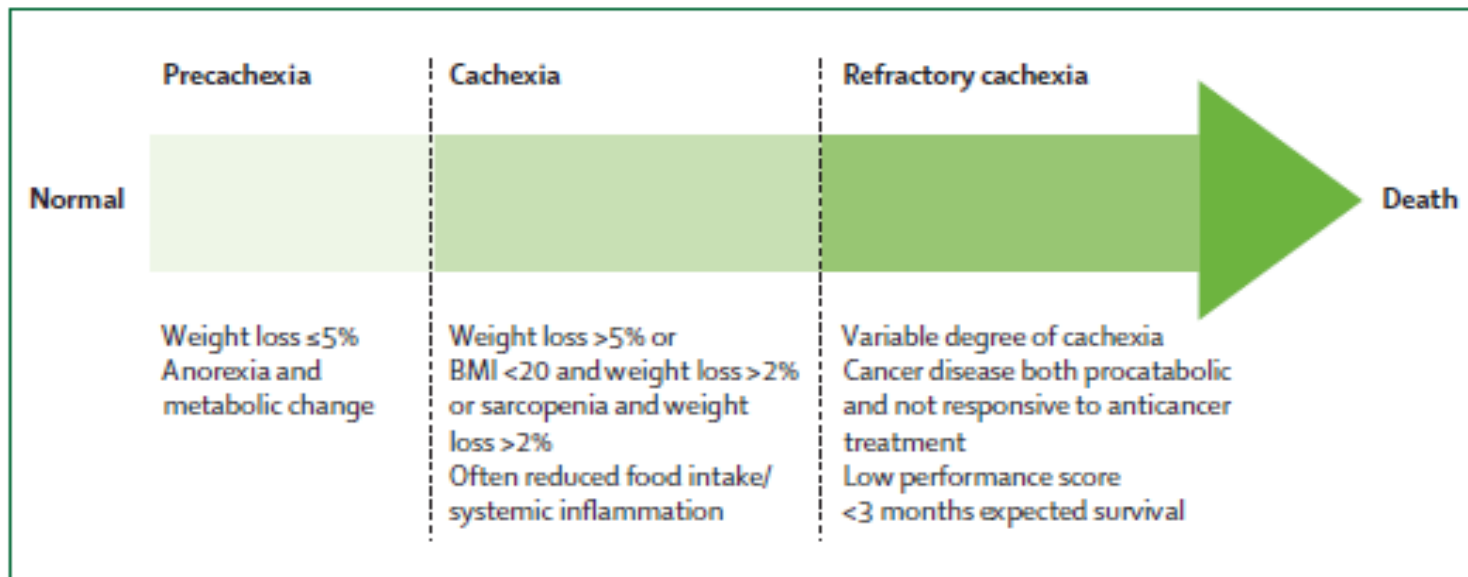 Precachexia
Cachexia
Refractory cachexia
Normal
Death
Weight loss ≤5%
Anorexia and
metabolic change
Weight loss >5% or
BMI <20 and weight loss >2%
or sarcopenia and weight
loss >2%
Often reduced food intake/
systemic inflammation
Variable degree of cachexia
Cancer disease both procatabolic
and not responsive to anticancer
treatment
Low performance score
<3 months expected survival